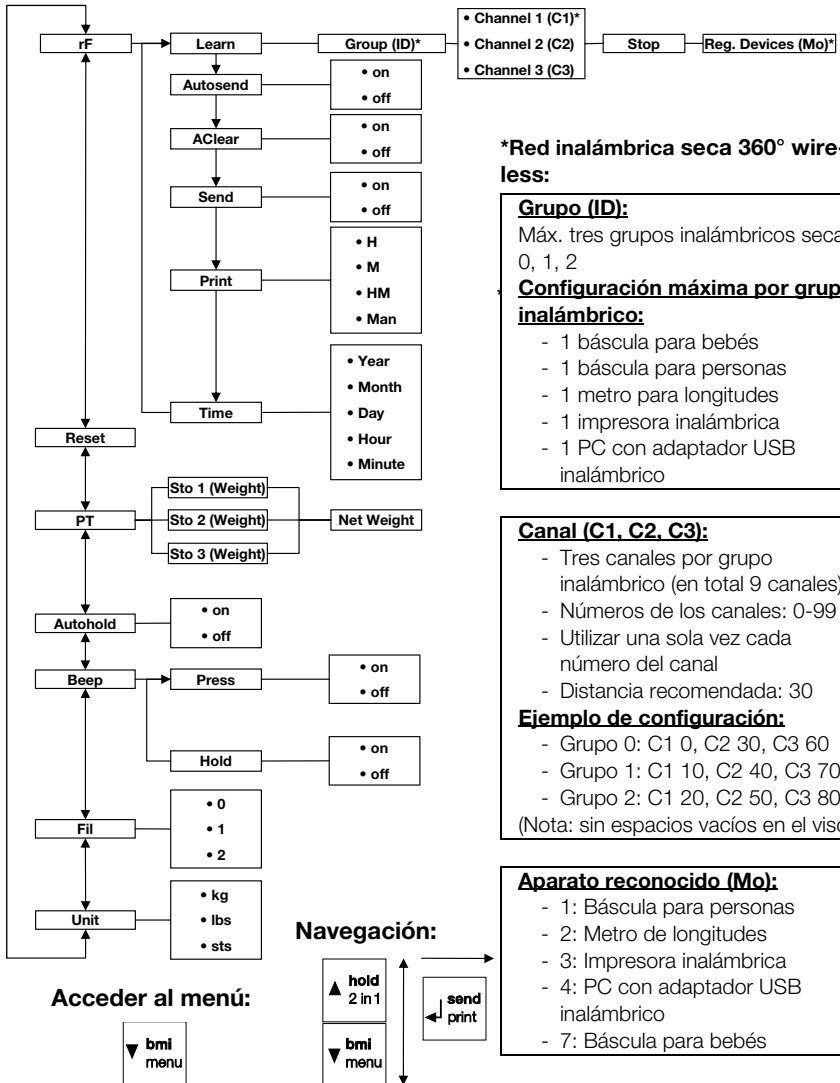 rF
Learn
Group (ID)*
• Channel 1 (C1)*
• Channel 2 (C2)
• Channel 3 (C3)
Stop
Reg. Devices (Mo)*
Autosend
• on
• off
AClear
• on
• off
Send
• on
• off
Print
• H
• M
• HM
• Man
Time
• Year
• Month
• Day
• Hour
• Minute
Reset
PT
Sto 1 (Weight)
Sto 2 (Weight)
Sto 3 (Weight)
Net Weight
Autohold
• on
• off
Beep
Press
• on
• off
Hold
• on
• off
Fil
• 0
• 1
• 2
Unit
• kg
• lbs
• sts
Acceder al menú:
bmi
menu
Navegación:
hold
2 in 1
bmi
menu
send
print
*Red inalámbrica seca 360° wire-
less:
Grupo (ID):
Máx. tres grupos inalámbricos seca
0, 1, 2
*
Configuración máxima por grup
inalámbrico:
- 1 báscula para bebés
- 1 báscula para personas
- 1 metro para longitudes
- 1 impresora inalámbrica
- 1 PC con adaptador USB
inalámbrico
Canal (C1, C2, C3):
- Tres canales por grupo
inalámbrico (en total 9 canales)
- Números de los canales: 0-99
- Utilizar una sola vez cada
número del canal
- Distancia recomendada: 30
Ejemplo de configuración:
- Grupo 0: C1 0, C2 30, C3 60
- Grupo 1: C1 10, C2 40, C3 70
- Grupo 2: C1 20, C2 50, C3 80
(Nota: sin espacios vacíos en el viso
Aparato reconocido (Mo):
- 1: Báscula para personas
- 2: Metro de longitudes
- 3: Impresora inalámbrica
- 4: PC con adaptador USB
inalámbrico
- 7: Báscula para bebés